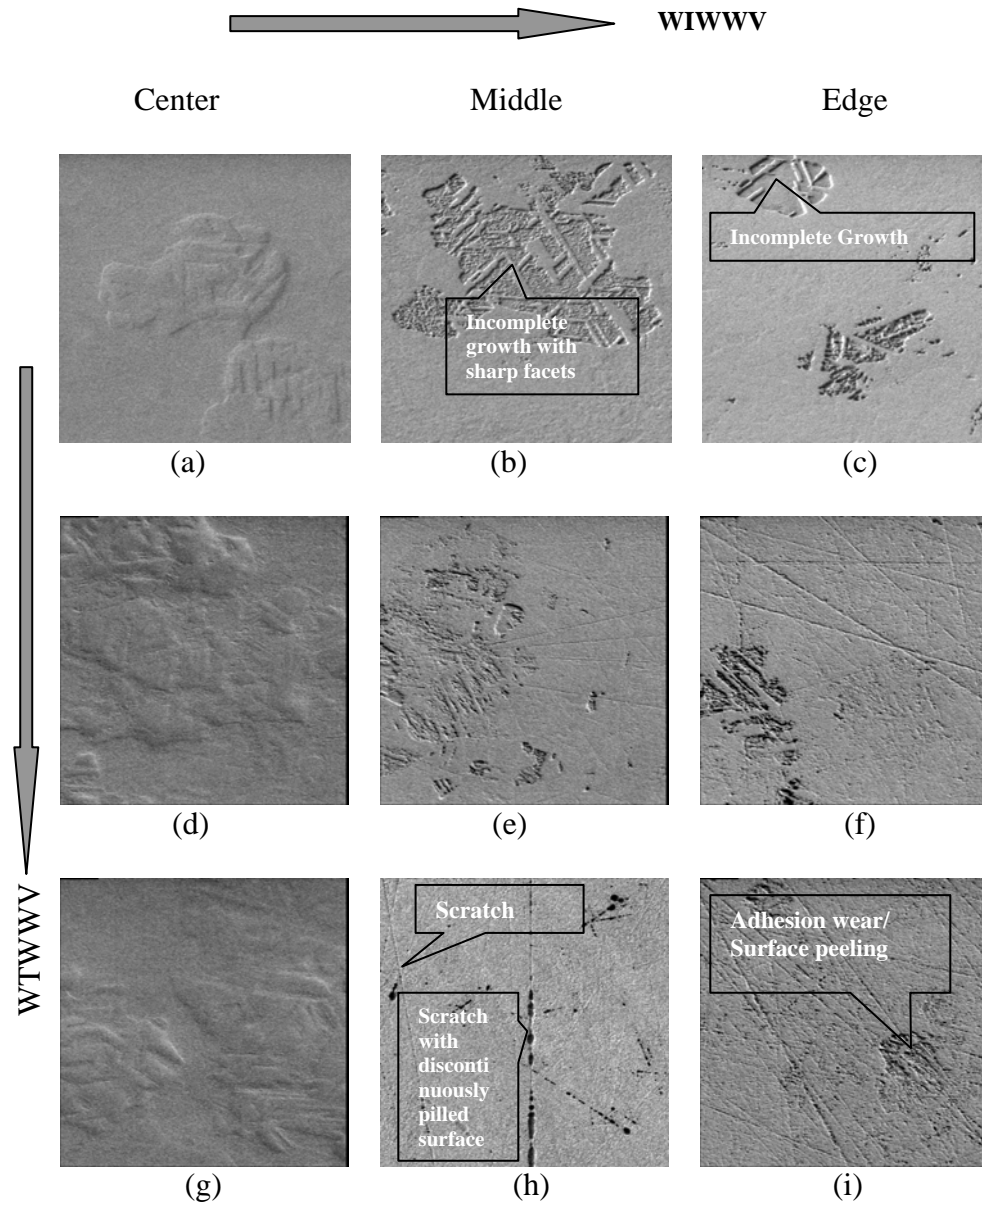 WIWWV
Center Middle Edge
Incomplete Growth
Incomplete
growth with
sharp facets
(a) (b) (c)
(d) (e) (f)
WTWWV
Scratch
Adhesion wear/
Surface peeling
Scratch
with
disconti
nuously
pilled
surface
(g) (h) (i)